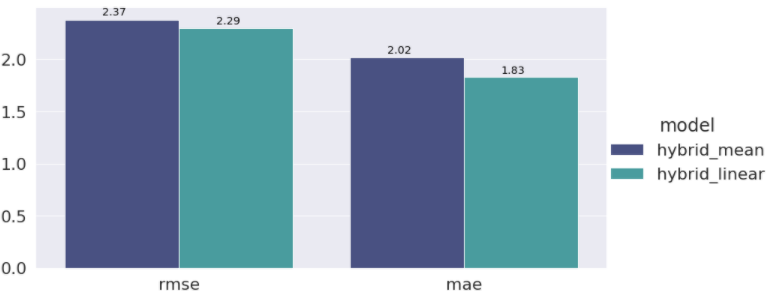 2.37
2.29
2.02
1.83
2.0
1.5
1.0
0.5
0.0
rmse
mae
model
hybrid_mean
hybrid_linear